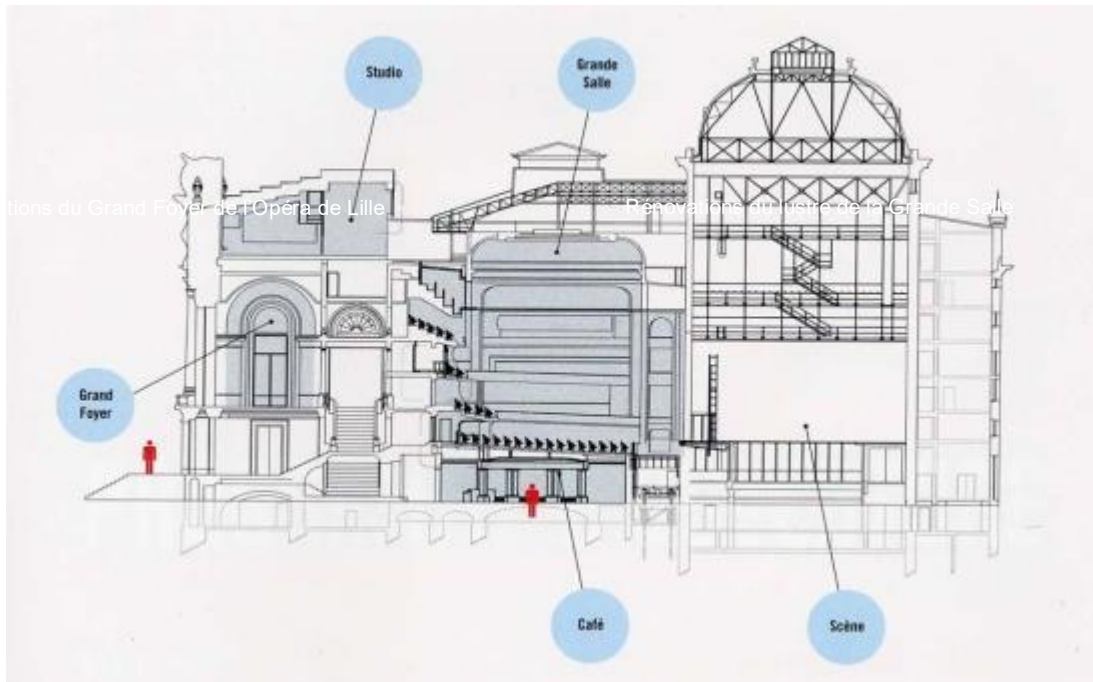 Studio
Grande
Salle
tions du Grand Foyer de l'Opéra de Lille
Rénovations du lustre de la Grande Salle
Grand
Foyer
Café
Scène